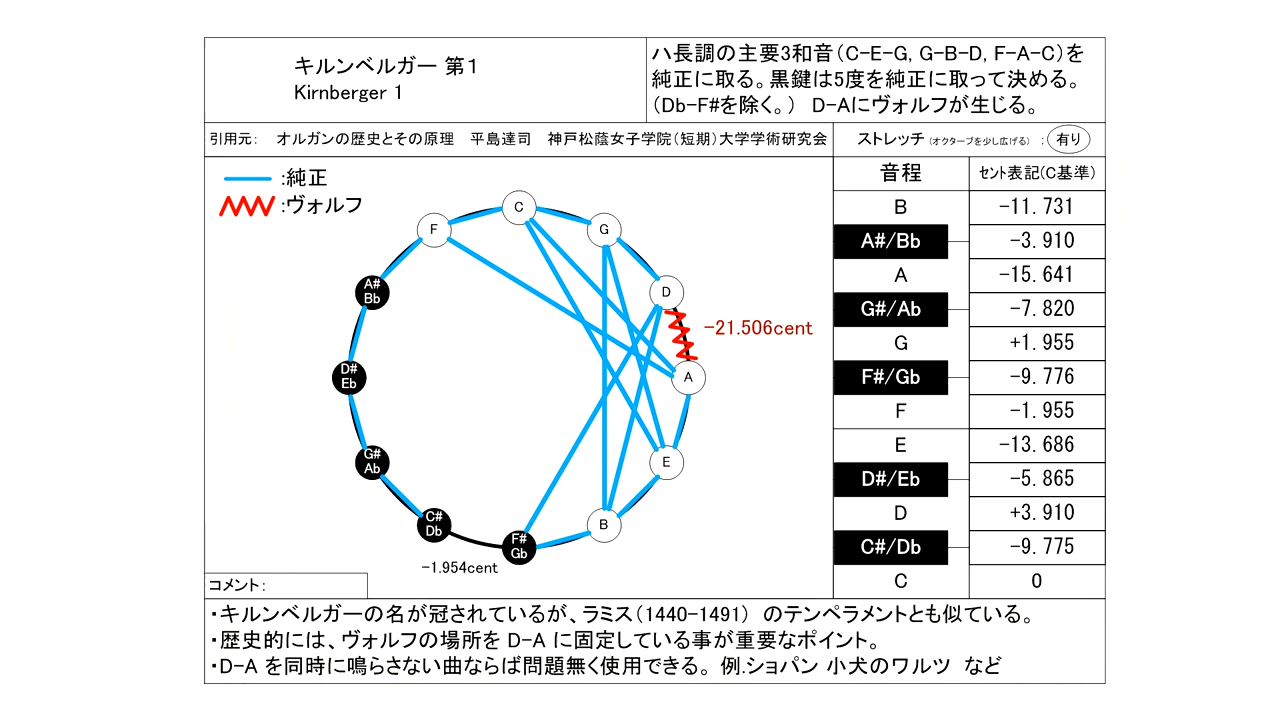 キルンベルガー 第1
Kirnberger 1
ハ長調の主要3和音(C-E-G, G-B-D, F-A-C)を
純正に取る。黒鍵は5度を純正に取って決める。
(Db-F#を除く。) D-Aにヴォルフが生じる。
引用元: オルガンの歴史とその原理 平島達司 神戸松蔭女子学院(短期)大学学術研究会
ストレッチ (オクターブを少し広げる) : 有り
:純正
:ヴォルフ
C
G
D
A
E
B
F#
Gb
C#
Db
G#
Ab
D#
Eb
A#
Bb
F
-21.506cent
-1.954cent
音程 セント表記(C基準)
B -11.731
A#/Bb -3.910
A -15.641
G#/Ab -7.820
G +1.955
F#/Gb -9.776
F -1.955
E -13.686
D#/Eb -5.865
D +3.910
C#/Db -9.775
C 0
コメント:
・キルンベルガーの名が冠されているが、ラミス(1440-1491) のテンペラメントとも似ている。
・歴史的には、ヴォルフの場所を D-A に固定している事が重要なポイント。
・D-A を同時に鳴らさない曲ならば問題無く使用できる。 例.ショパン 小犬のワルツ など